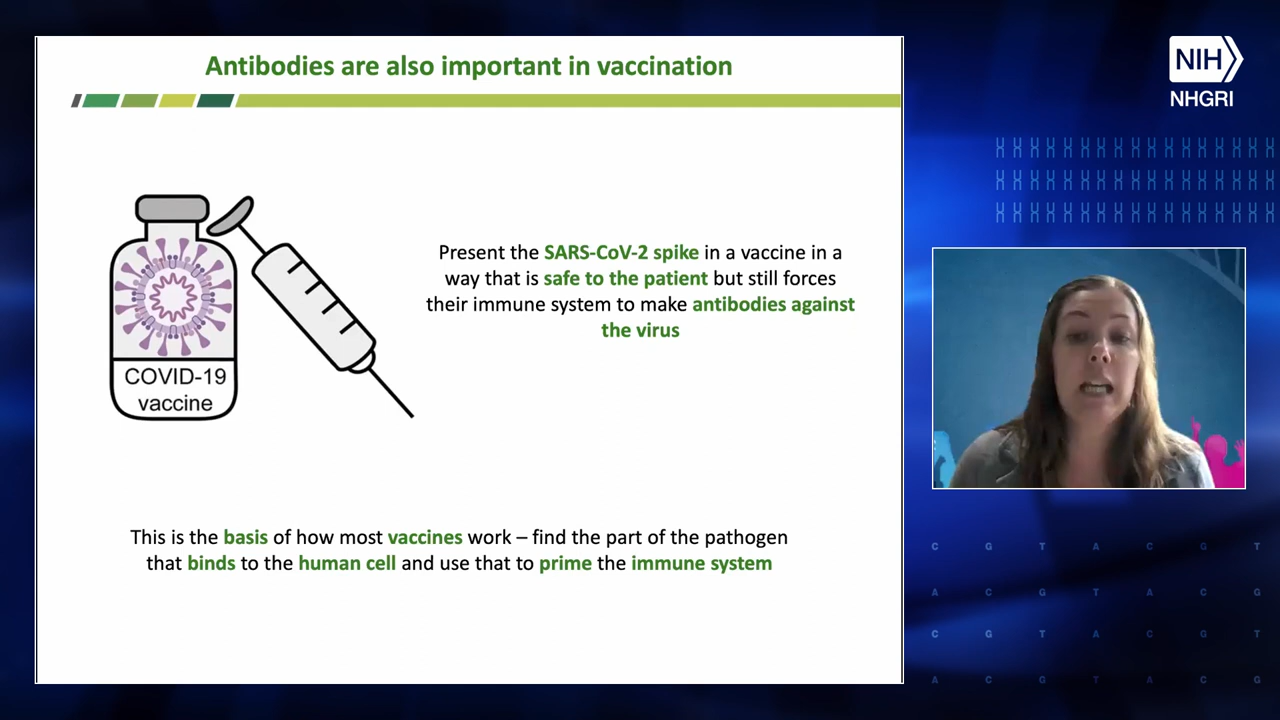 Antibodies are also important in vaccination
NIH
NHGRI
Present the SARS-CoV-2 spike in a vaccine in a
way that is safe to the patient but still forces
their immune system to make antibodies against
the virus
COVID-19
vaccine
This is the basis of how most vaccines work – find the part of the pathogen
that binds to the human cell and use that to prime the immune system
C G T A C G T
A C G T A C G
C G T A C G T
A C G T A C G